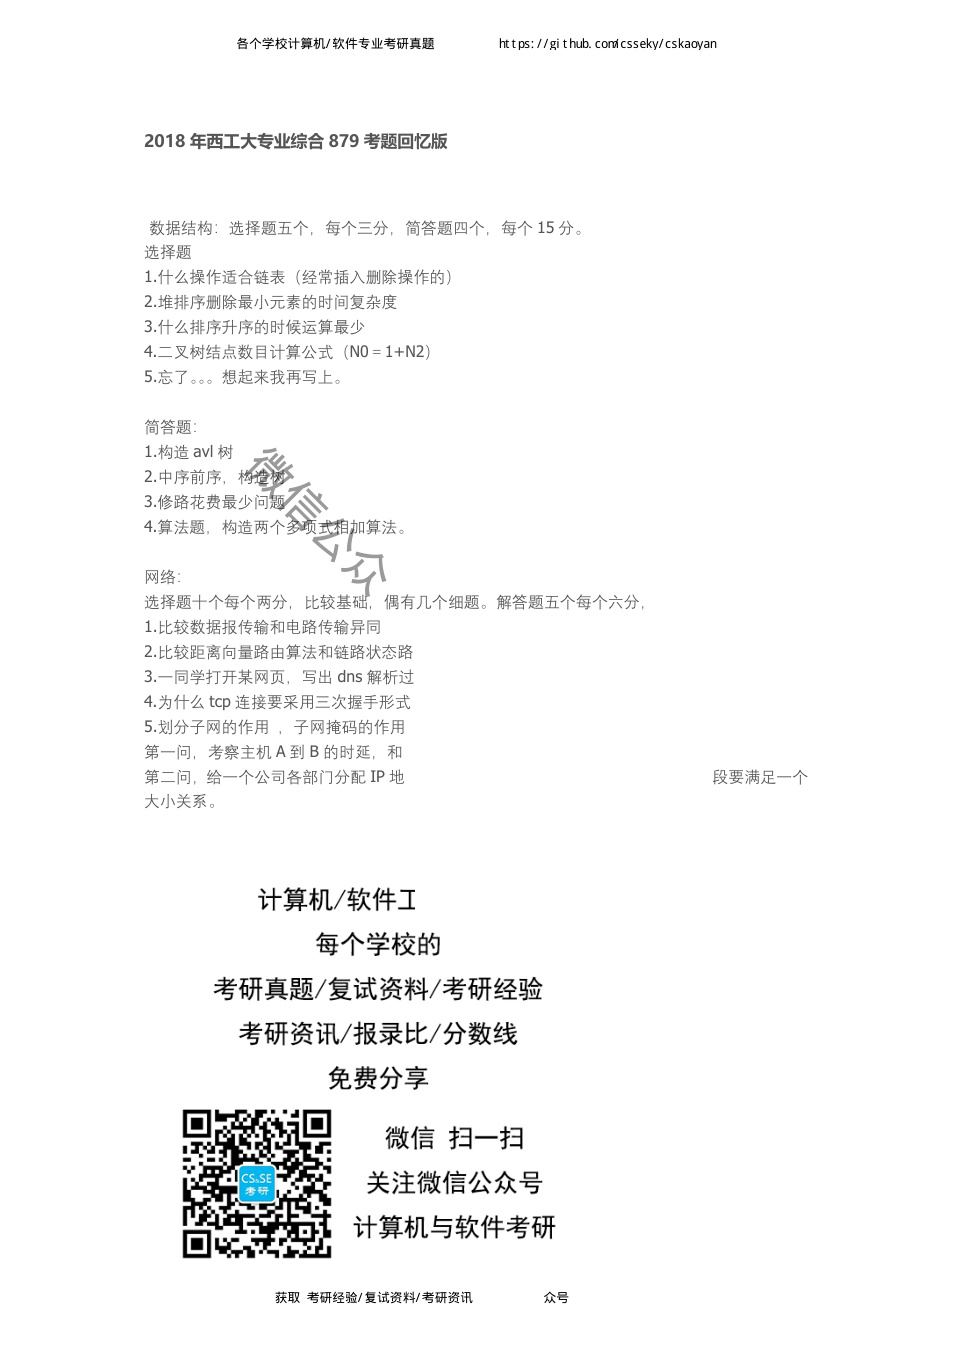 各个学校计算机/软件专业考研真题 https://github.com/csseky/cskaoyan
2018 年西工大专业综合 879 考题回忆版
数据结构：选择题五个，每个三分，简答题四个，每个 15 分。
选择题
1.什么操作适合链表（经常插入删除操作的）
2.堆排序删除最小元素的时间复杂度
3.什么排序升序的时候运算最少
4.二叉树结点数目计算公式（N0＝1+N2）
5.忘了。。。想起来我再写上。
简答题：
1.构造 avl 树
2.中序前序，构造树
3.修路花费最少问题
4.算法题，构造两个多项式相加算法。
微信公众
网络：
选择题十个每个两分，比较基础，偶有几个细题。解答题五个每个六分，
1.比较数据报传输和电路传输异同
2.比较距离向量路由算法和链路状态路
3.一同学打开某网页，写出 dns 解析过
4.为什么 tcp 连接要采用三次握手形式
5.划分子网的作用 ，子网掩码的作用
第一问，考察主机 A 到 B 的时延，和
第二问，给一个公司各部门分配 IP 地 段要满足一个
大小关系。
计算机/软件工
每个学校的
考研真题/复试资料/考研经验
考研资讯/报录比/分数线
免费分享
CS&SE
考研
微信 扫一扫
关注微信公众号
计算机与软件考研
获取 考研经验/复试资料/考研资讯 众号